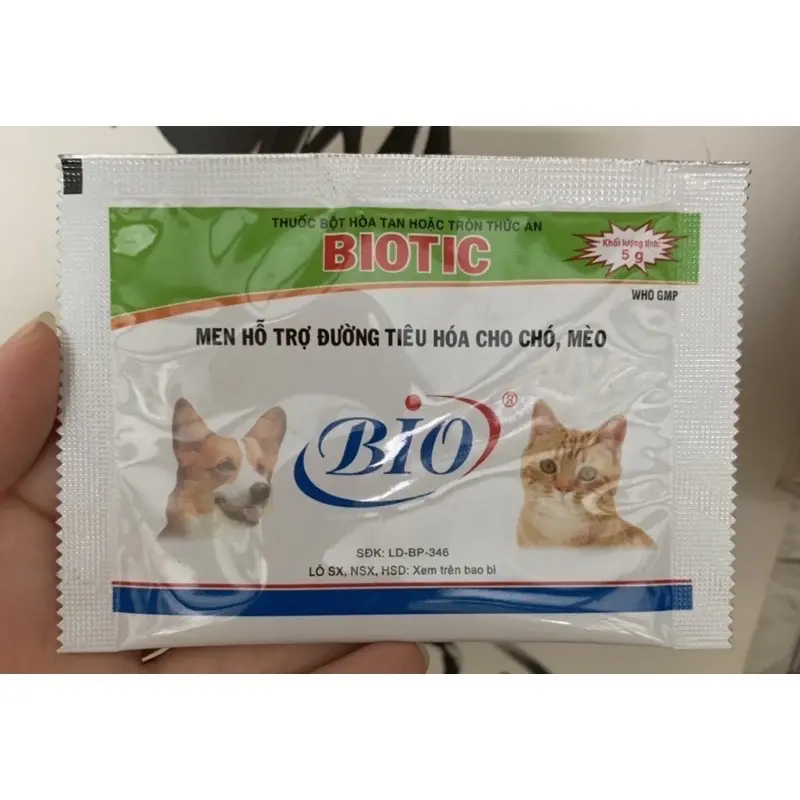 THUỐC BỘT HÒA TAN HOẶC TRỘN THỨC ĂN
BIOTIC
Khối lượng tịnh:
5 g
WHO GMP
MEN HỖ TRỢ ĐƯỜNG TIÊU HÓA CHO CHÓ, MÈO
BIO ®
SĐK: LD-BP-346
LÔ SX, NSX, HSD: Xem trên bao bì